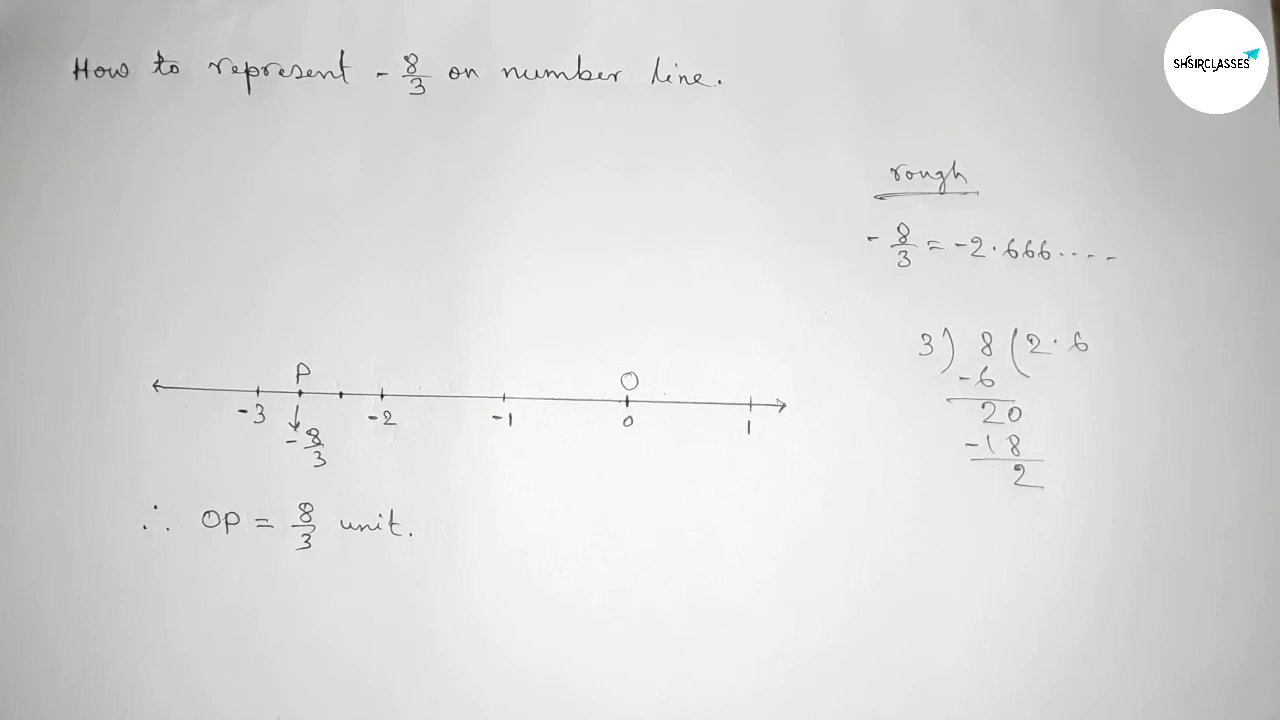 How to represent - 8/3 on number line.
SHSIRCLASSES
rough
- 8/3 = -2.666....-
3) 8 (2.6
-6
20
-18
2
P O
-3 -2 -1 0 1
- 8/3
∴ OP = 8/3 unit.